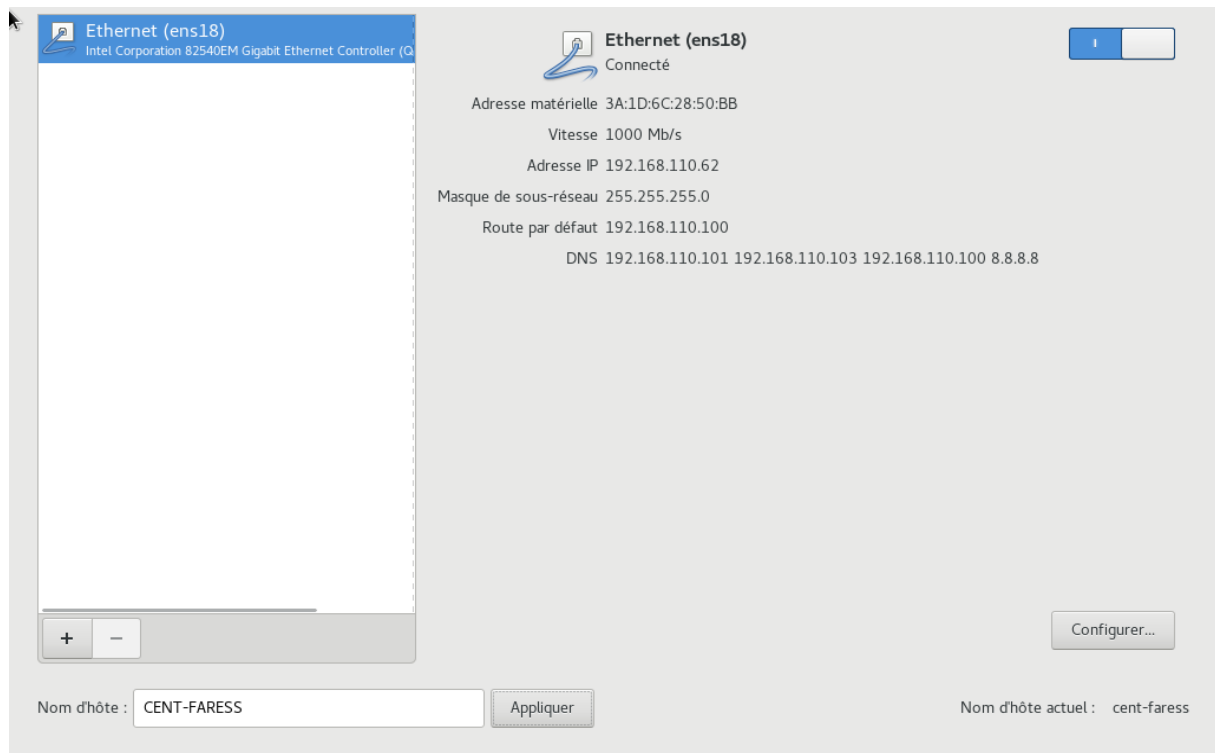 Ethernet (ens18)
Intel Corporation 82540EM Gigabit Ethernet Controller (Q
Ethernet (ens18)
Connecté
Adresse matérielle 3A:1D:6C:28:50:BB
Vitesse 1000 Mb/s
Adresse IP 192.168.110.62
Masque de sous-réseau 255.255.255.0
Route par défaut 192.168.110.100
DNS 192.168.110.101 192.168.110.103 192.168.110.100 8.8.8.8
+ −
Configurer...
Nom d'hôte : CENT-FARESS Appliquer Nom d'hôte actuel : cent-faress